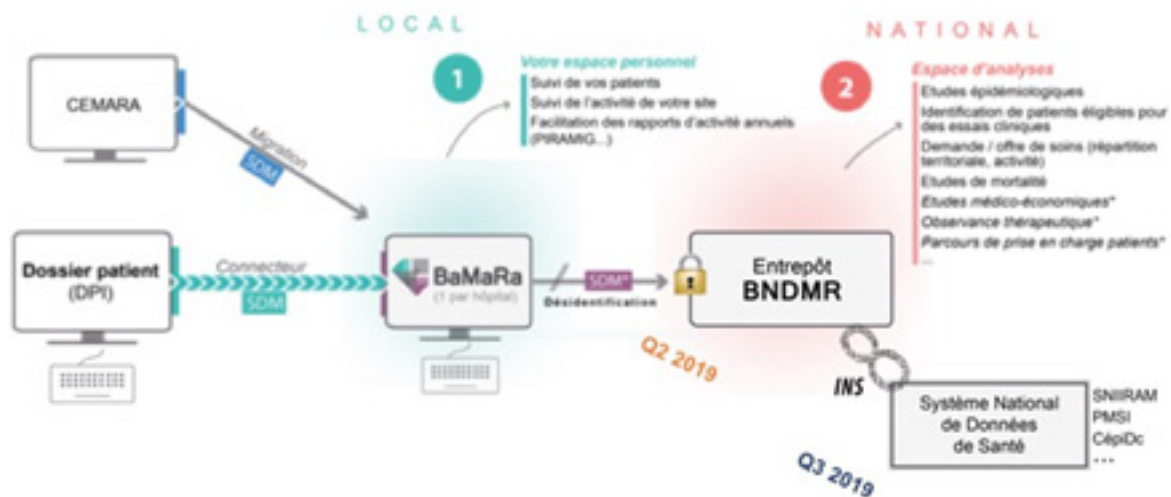 LOCAL
NATIONAL
1
Votre espace personnel
Suivi de vos patients
Suivi de l'activité de votre site
Facilitation des rapports d'activité annuels
(PIRAMIG...)
2
Espace d'analyses
Etudes épidémiologiques
Identification de patients éligibles pour
des essais cliniques
Demande / offre de soins (répartition
territoriale, activité)
Etudes de mortalité
Etudes médico-économiques*
Observance thérapeutique*
Parcours de prise en charge patients*
...
CEMARA
Migration
SDM
Dossier patient
(DPI)
Connecteur
SDM
BaMaRa
(1 par hôpital)
SDM*
Désidentification
Entrepôt
BNDMR
Q2 2019
INS
Système National
de Données
de Santé
SNIIRAM
PMSI
CépiDc
...
Q3 2019